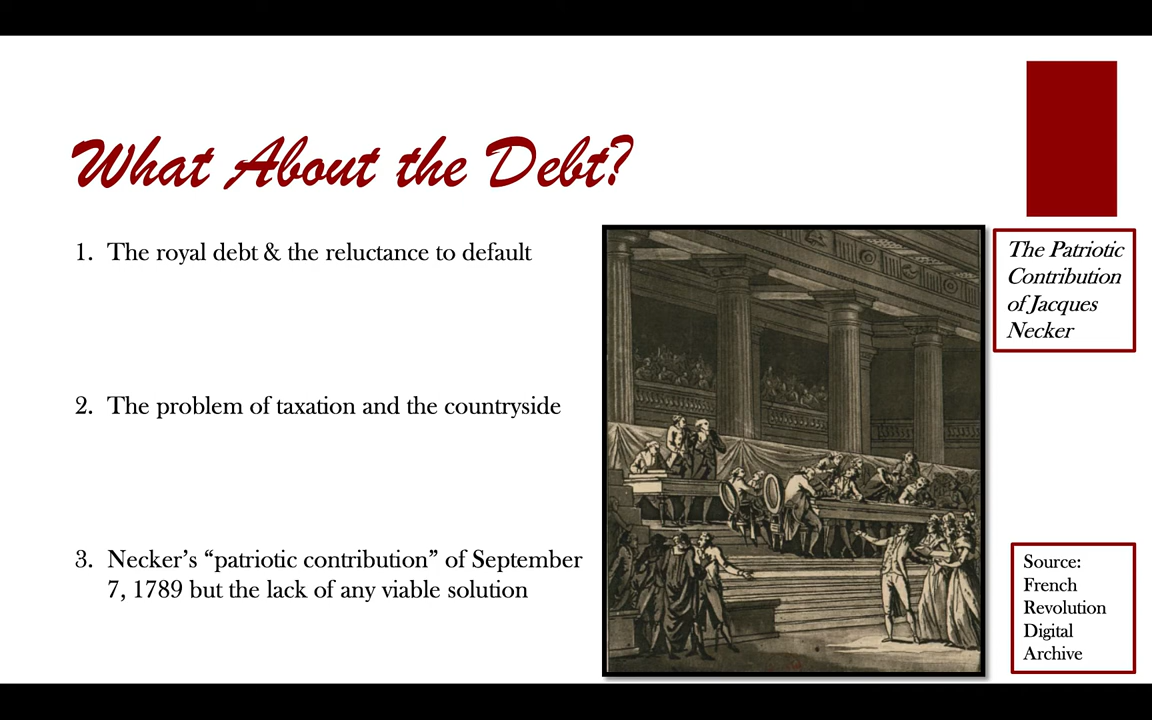 What About the Debt?
1. The royal debt & the reluctance to default
2. The problem of taxation and the countryside
3. Necker’s “patriotic contribution” of September
7, 1789 but the lack of any viable solution
The Patriotic
Contribution
of Jacques
Necker
Source:
French
Revolution
Digital
Archive